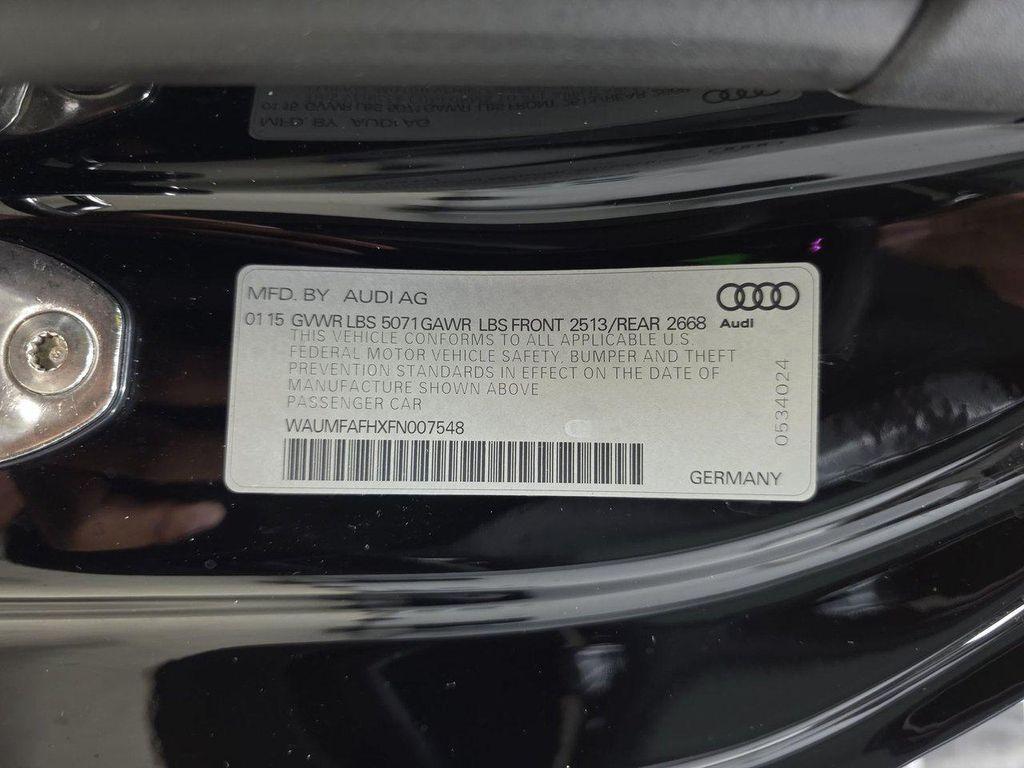 MFD. BY AUDI AG
01 15 GVWR LBS 5071 GAWR LBS FRONT 2513/REAR 2668
Audi
THIS VEHICLE CONFORMS TO ALL APPLICABLE U.S.
FEDERAL MOTOR VEHICLE SAFETY, BUMPER AND THEFT
PREVENTION STANDARDS IN EFFECT ON THE DATE OF
MANUFACTURE SHOWN ABOVE
PASSENGER CAR
WAUMFAFHXFN007548
GERMANY
0534024